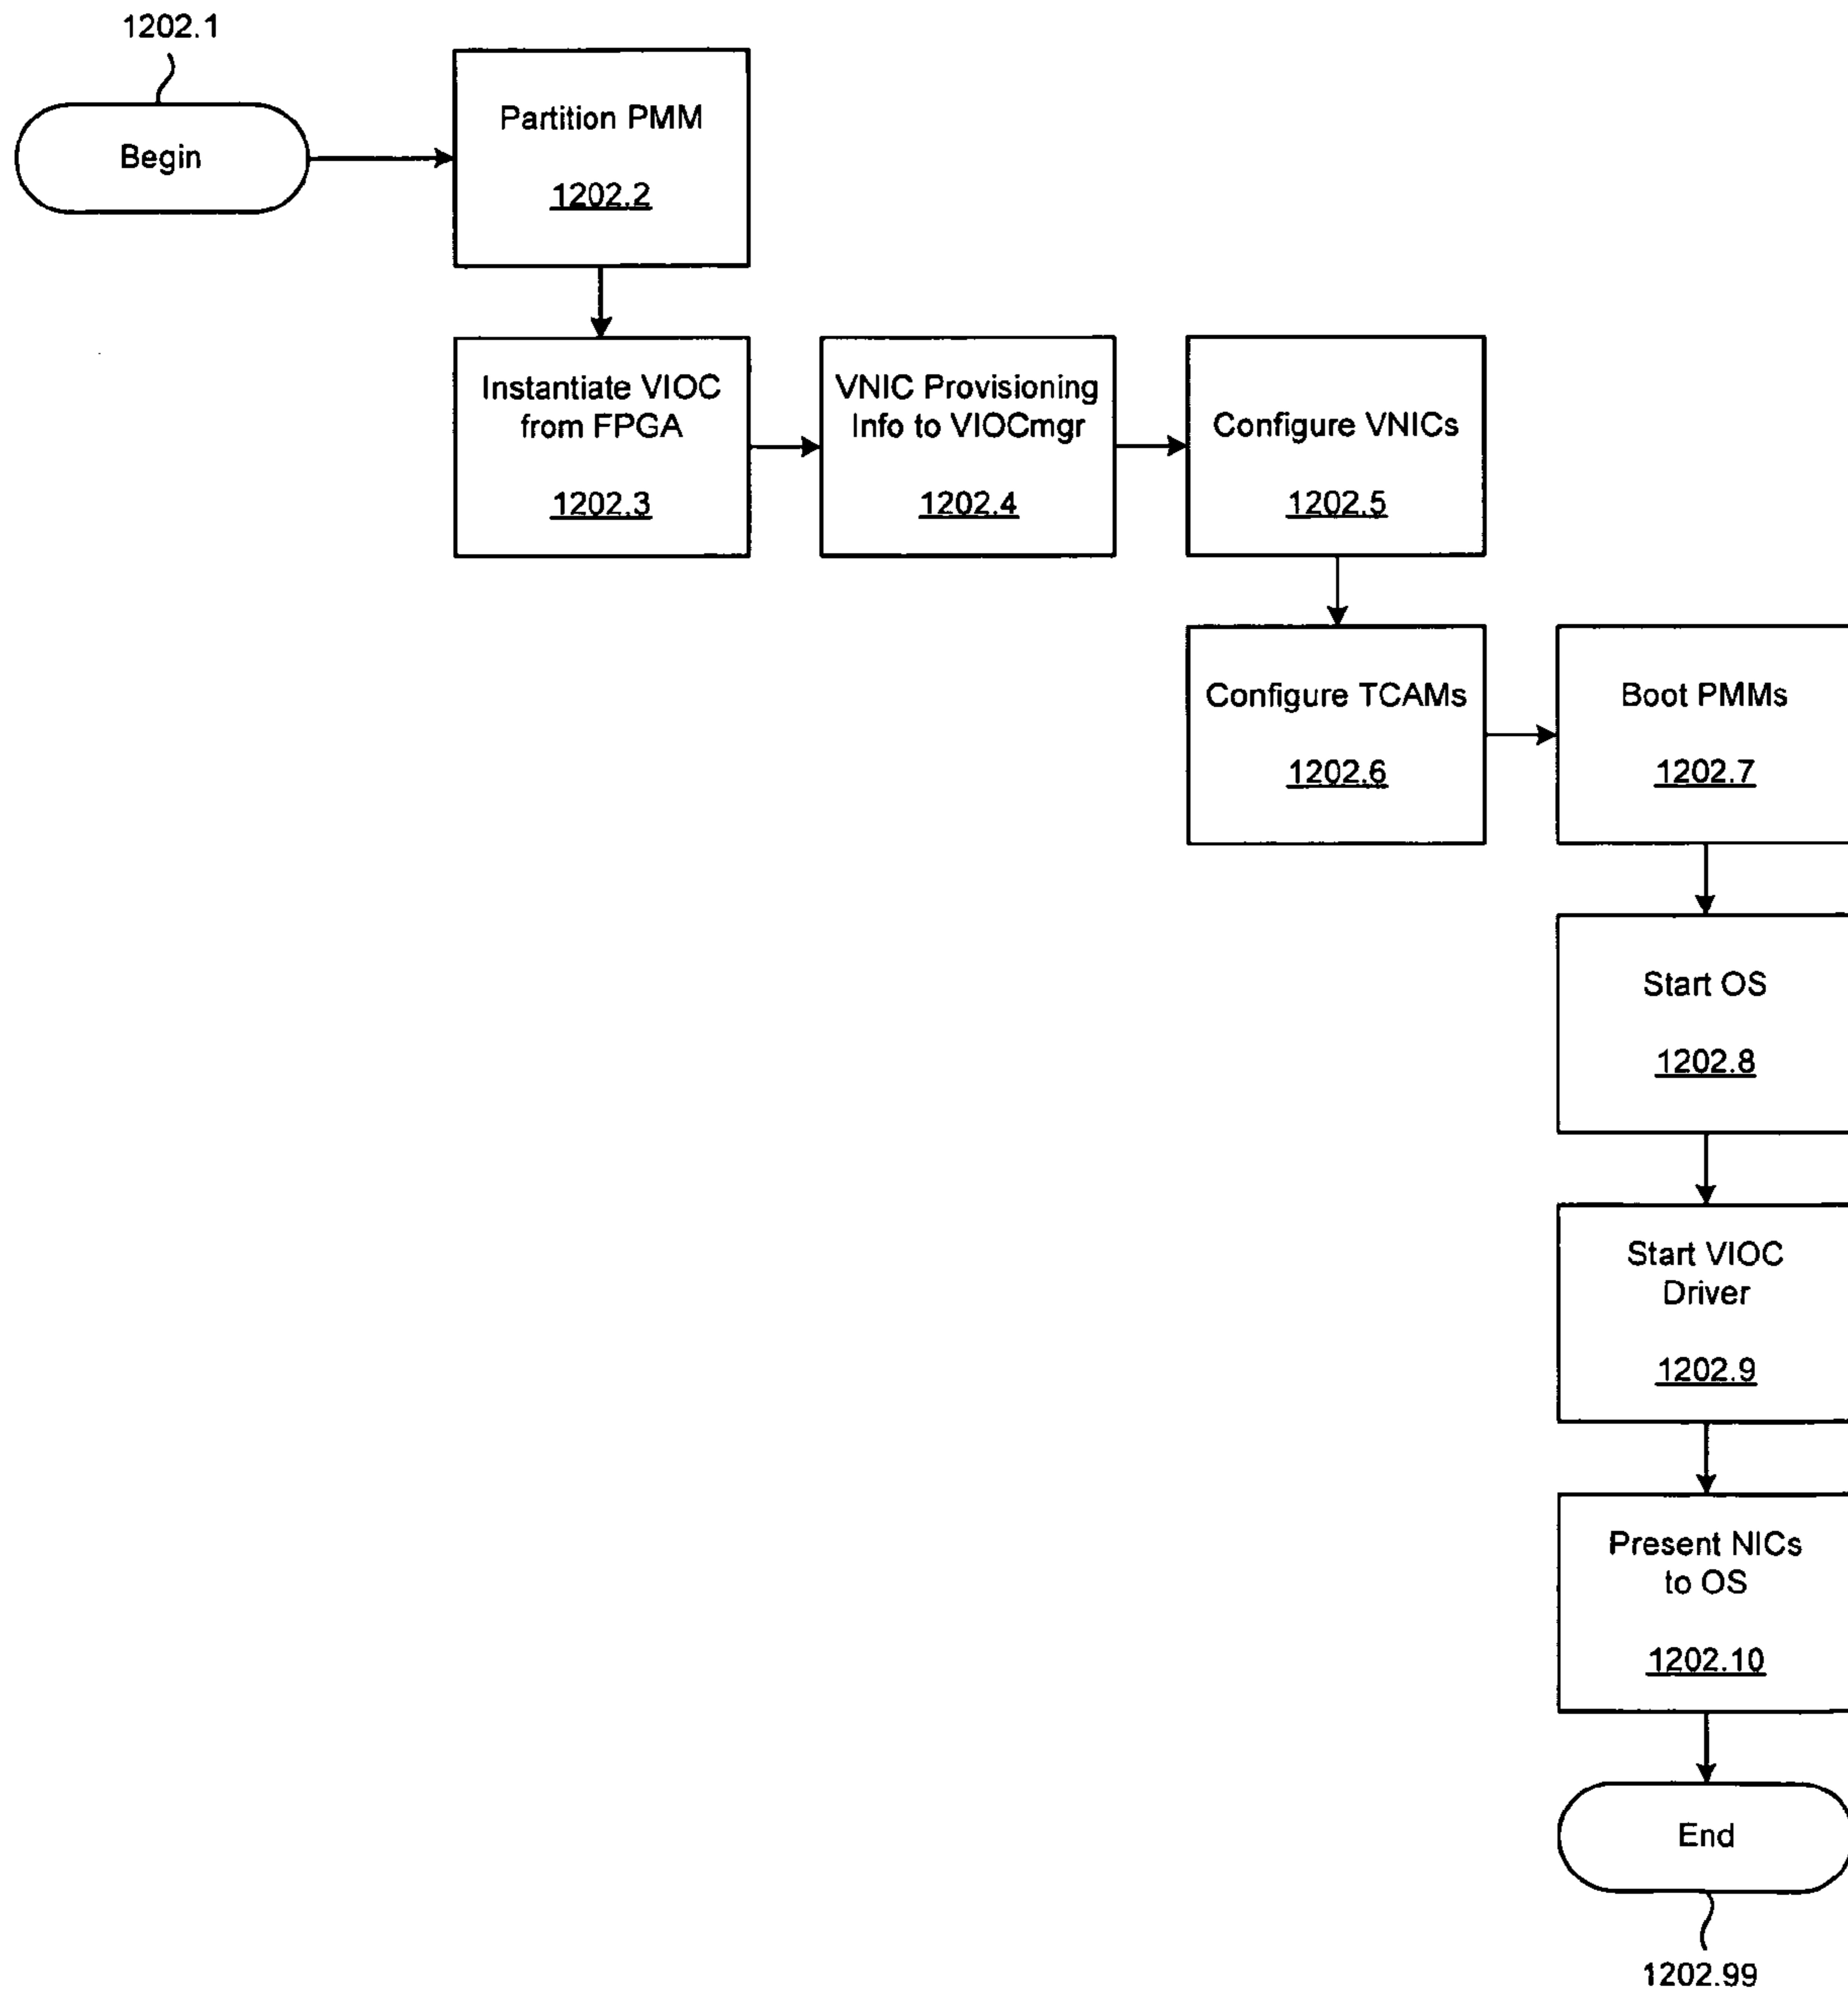 1202.1
Begin
Partition PMM
1202.2
Instantiate VIOC
from FPGA
1202.3
VNIC Provisioning
Info to VIOCmgr
1202.4
Configure VNICs
1202.5
Configure TCAMs
1202.6
Boot PMMs
1202.7
Start OS
1202.8
Start VIOC
Driver
1202.9
Present NICs
to OS
1202.10
End
1202.99